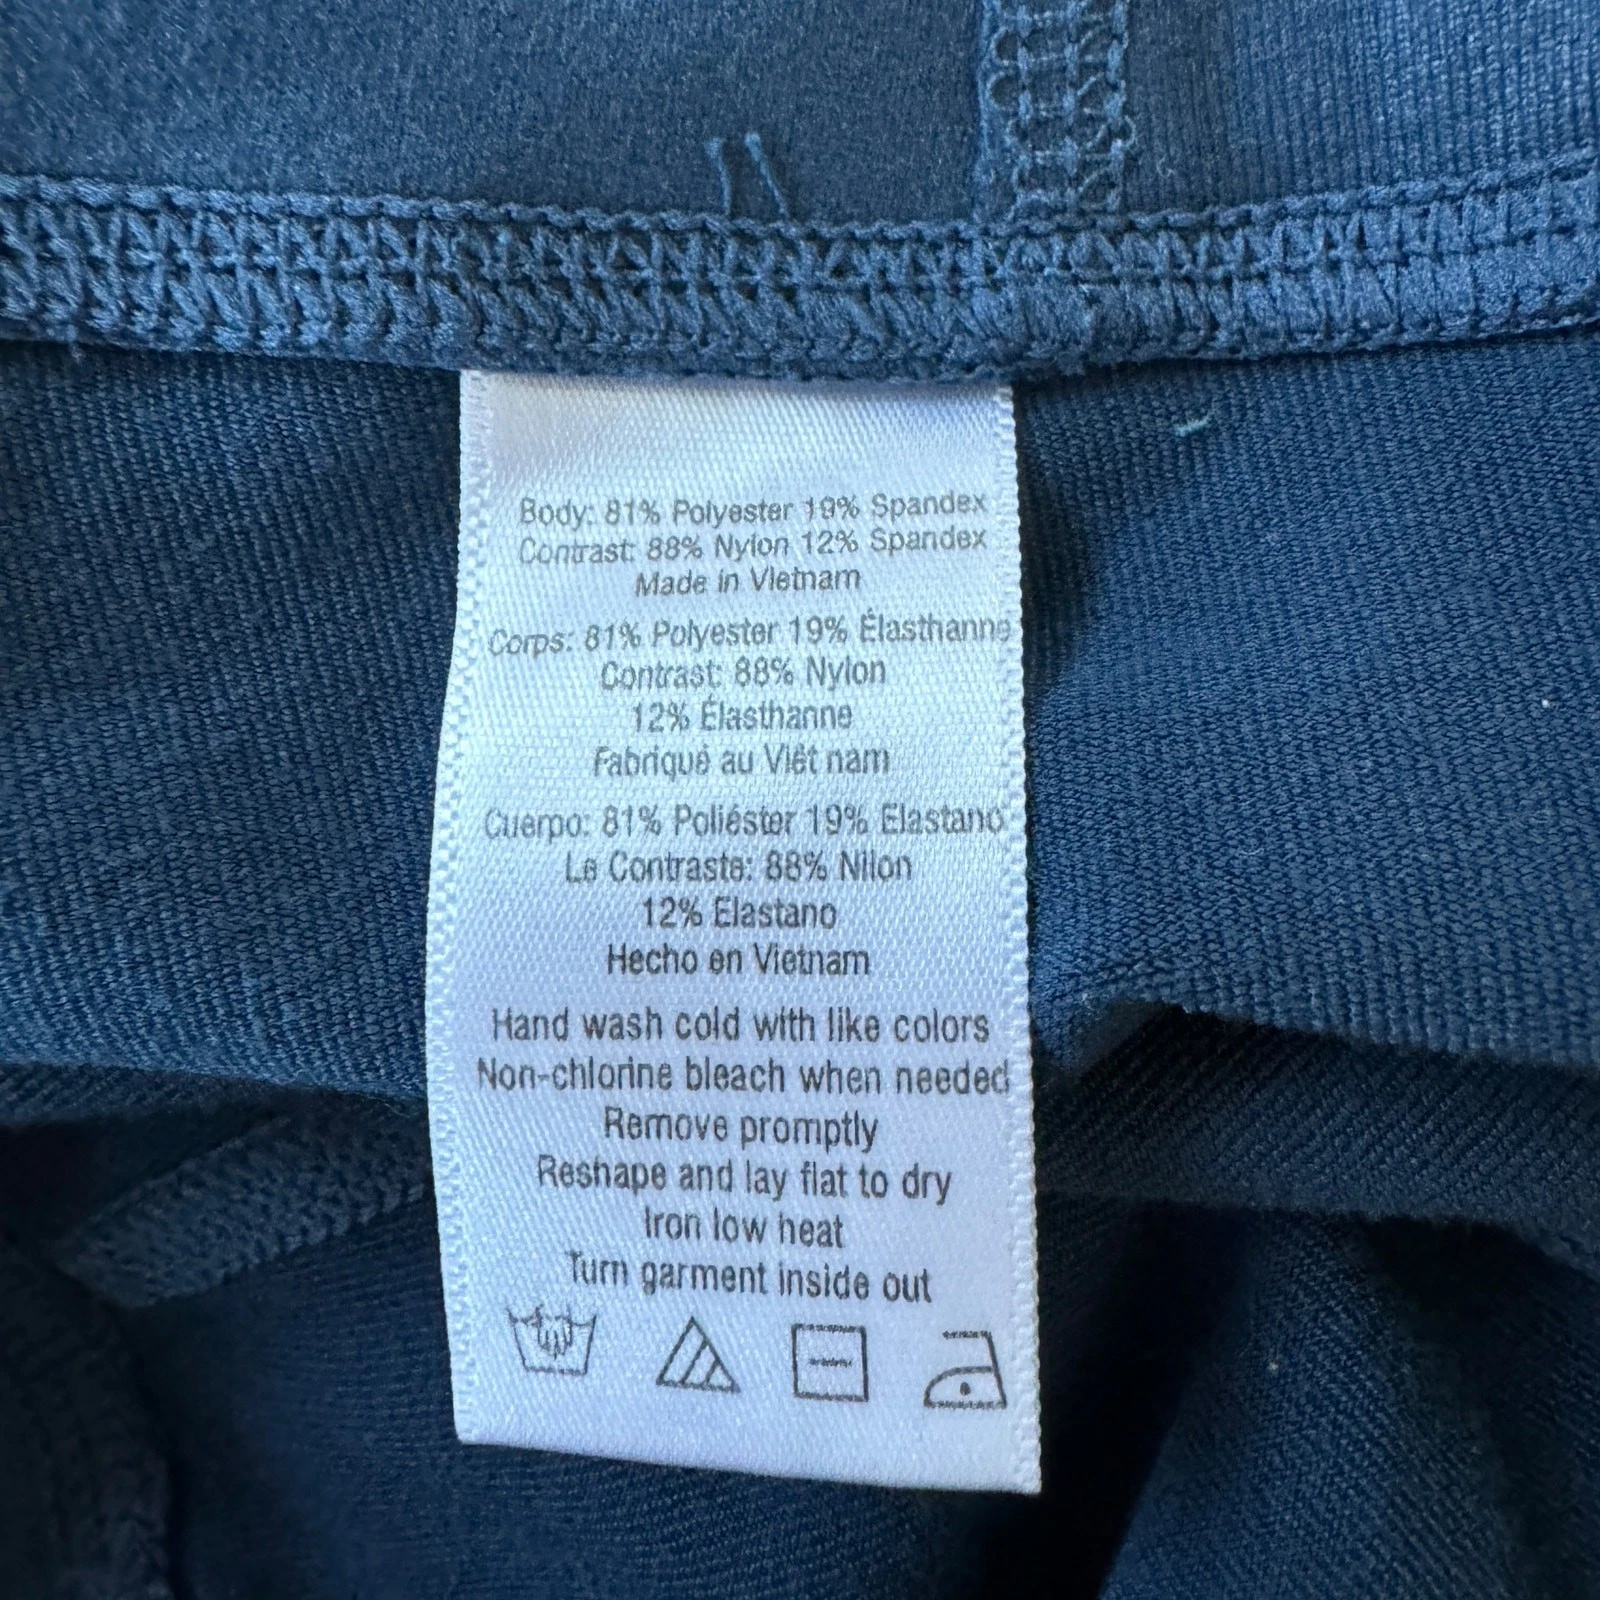 Body: 81% Polyester 19% Spandex
Contrast: 88% Nylon 12% Spandex
Made in Vietnam
Corps: 81% Polyester 19% Élasthanne
Contrast: 88% Nylon
12% Élasthanne
Fabriqué au Viêt nam
Cuerpo: 81% Poliéster 19% Elastano
Le Contraste: 88% Nilon
12% Elastano
Hecho en Vietnam
Hand wash cold with like colors
Non-chlorine bleach when needed
Remove promptly
Reshape and lay flat to dry
Iron low heat
Turn garment inside out